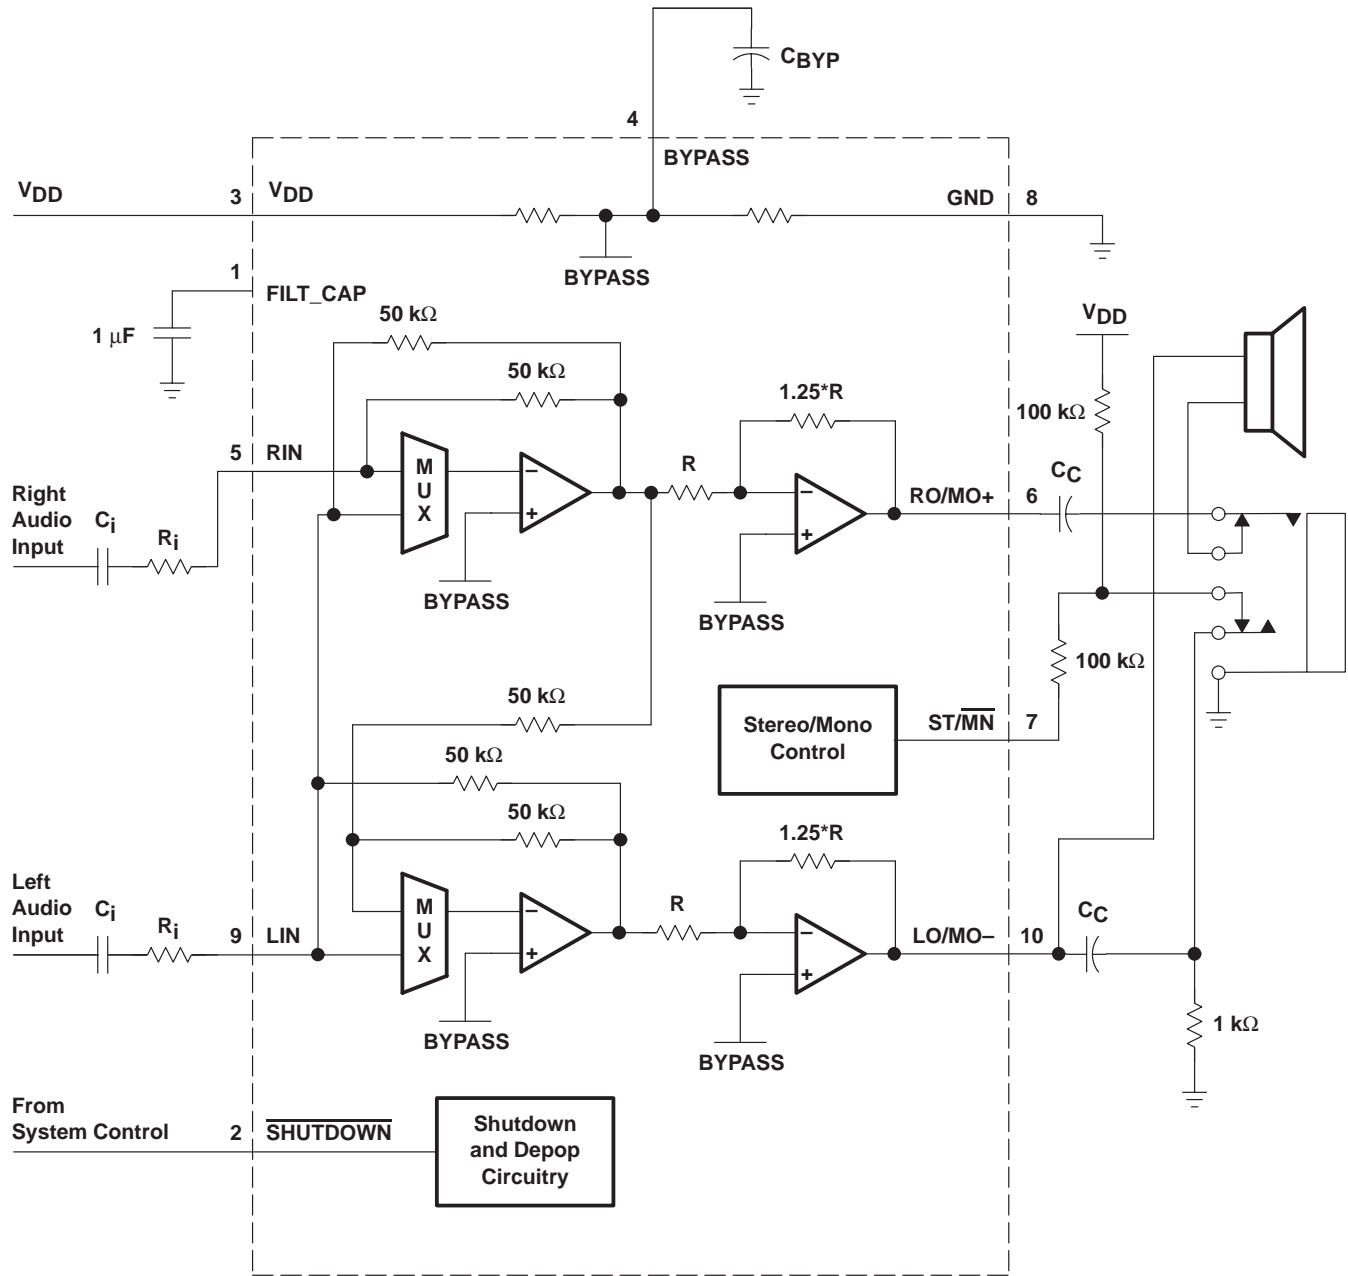 CBYP
4
BYPASS
VDD
3
VDD
GND
8
BYPASS
1
FILT_CAP
1 μF
50 kΩ
50 kΩ
VDD
1.25*R
100 kΩ
5
RIN
MUX
R
CC
Right
Audio
Input
Ci
Ri
RO/MO+
6
BYPASS
BYPASS
100 kΩ
50 kΩ
Stereo/Mono
Control
ST/MN
7
50 kΩ
50 kΩ
1.25*R
Left
Audio
Input
Ci
Ri
9
LIN
MUX
R
LO/MO–
10
CC
BYPASS
BYPASS
1 kΩ
From
System Control
2
SHUTDOWN
Shutdown
and Depop
Circuitry